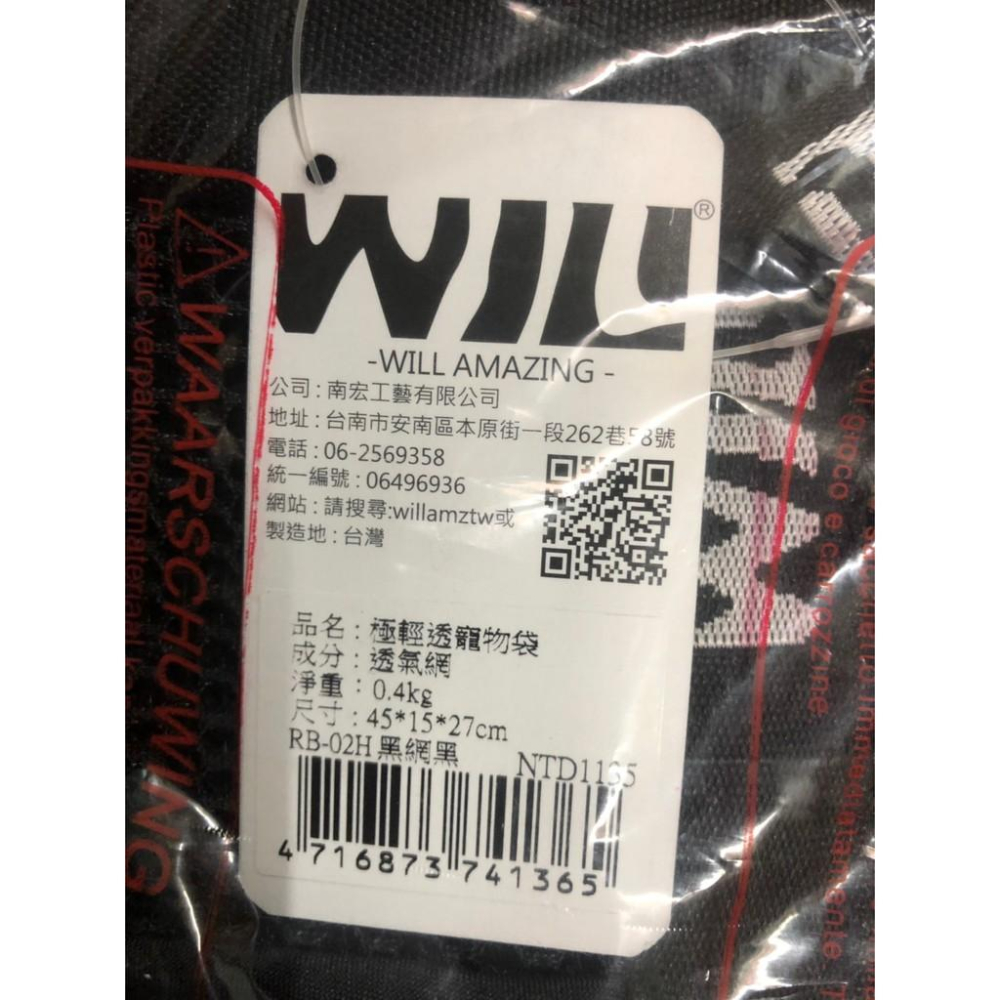 WILL®
-WILL AMAZING -
公司 : 南宏工藝有限公司
地址 : 台南市安南區本原街一段262巷58號
電話 : 06-2569358
統一編號 : 06496936
網站 : 請搜尋:willamztw或
製造地 : 台灣
品名 : 極輕透寵物袋
成分 : 透氣網
淨重 : 0.4kg
尺寸 : 45*15*27cm
RB-02H 黑網黑
NTD1135
4 716873 741365
WAARSCHUWING
Plastic verpakkingsmateriaal
gioco e carrozzine
immediatamente